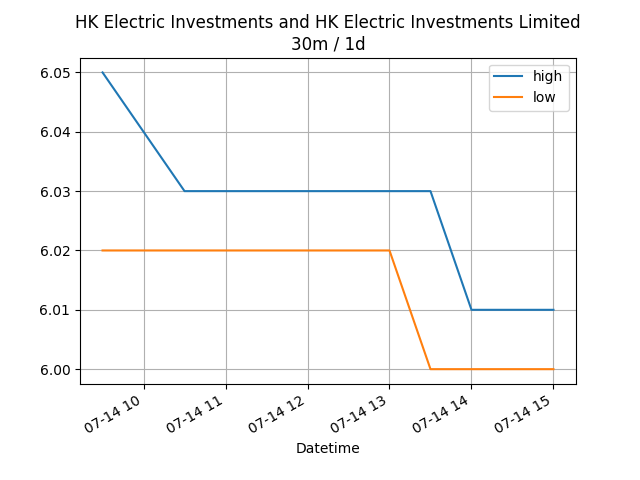 HK Electric Investments and HK Electric Investments Limited
30m / 1d
high
low
6.05
6.04
6.03
6.02
6.01
6.00
07-14 10
07-14 11
07-14 12
07-14 13
07-14 14
07-14 15
Datetime